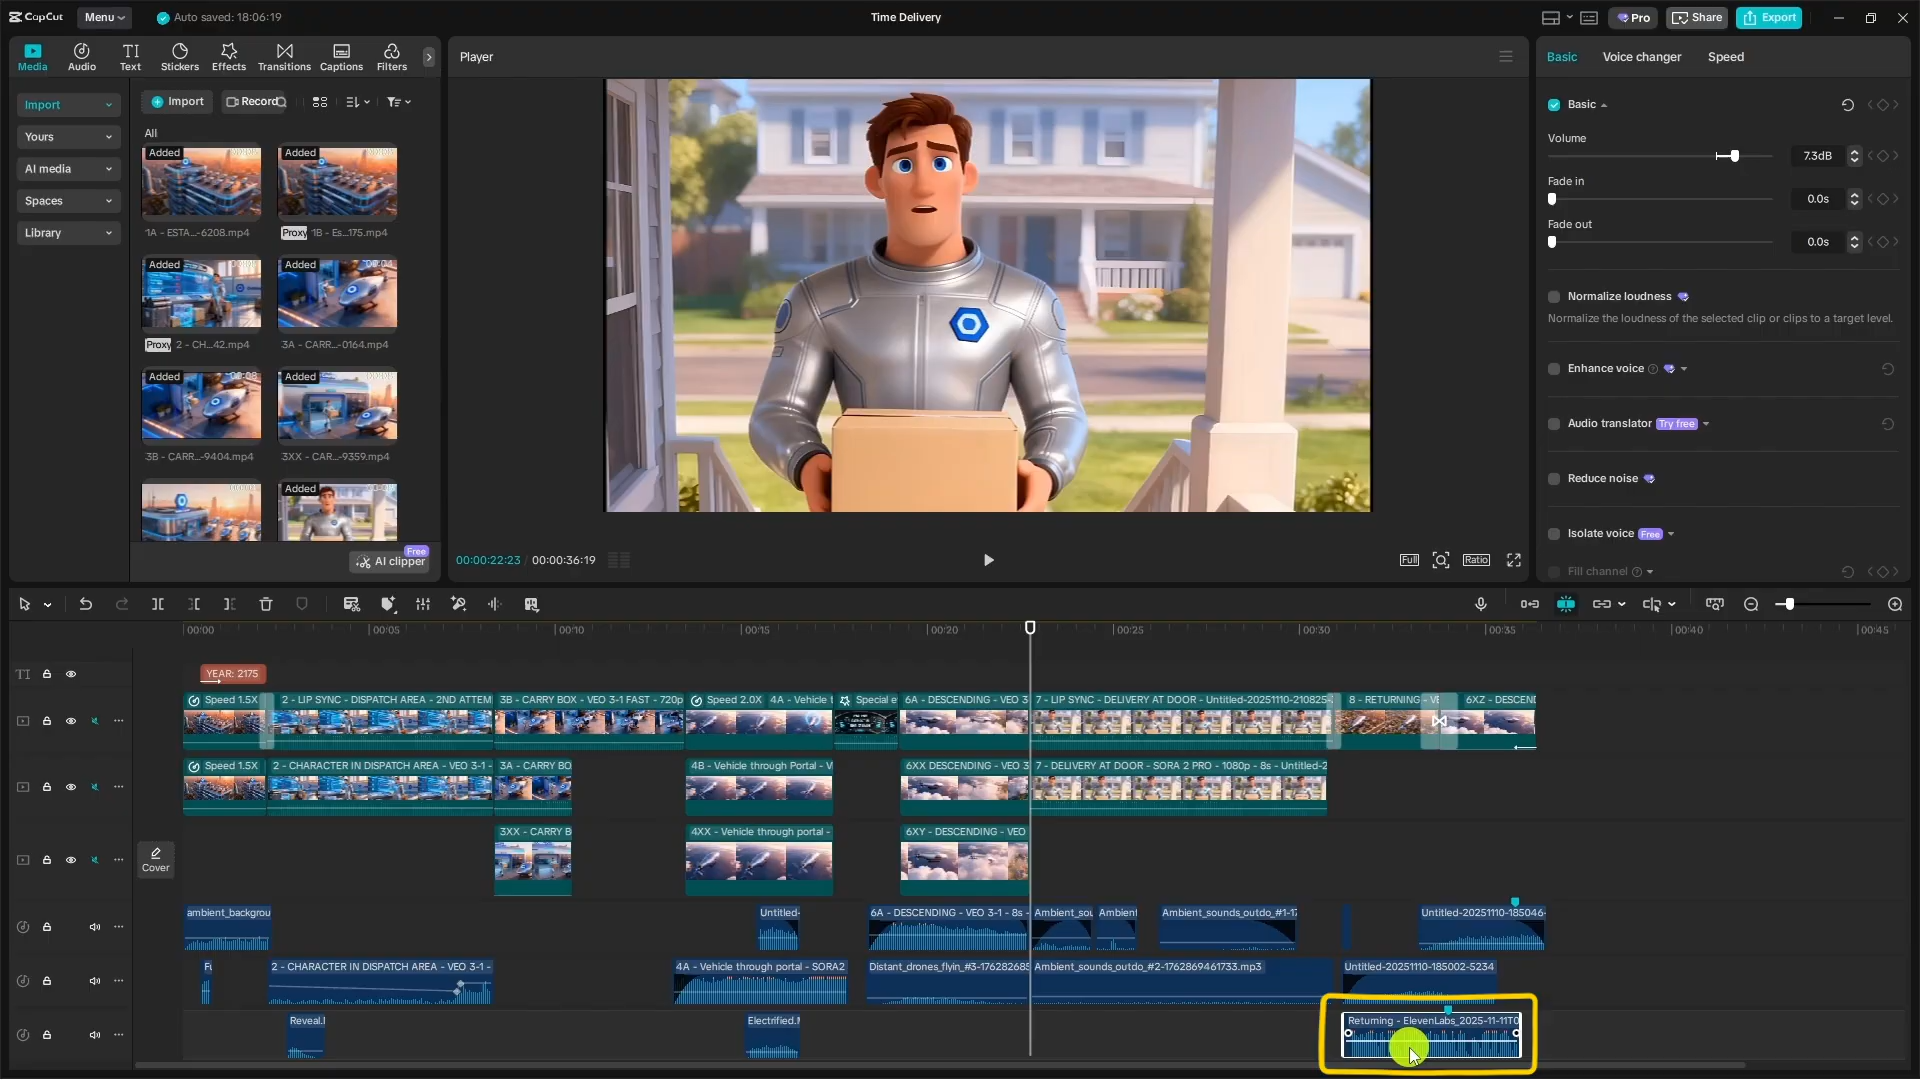 CapCut
Menu
Auto saved: 18:06:19
Time Delivery
Pro
Share
Export
Media
Audio
Text
Stickers
Effects
Transitions
Captions
Filters
Import
Yours
AI media
Spaces
Library
Import
Record
All
Added
Added
1A - ESTA...-6208.mp4
Proxy 1B - Es...175.mp4
Added
Added
Proxy 2 - CH...42.mp4
3A - CARR...-0164.mp4
Added
Added
3B - CARR...-9404.mp4
3XX - CAR...-9359.mp4
Added
Free
AI clipper
Player
00:00:22:23 / 00:00:36:19
Full
Ratio
Basic
Voice changer
Speed
Basic
Volume
7.3dB
Fade in
0.0s
Fade out
0.0s
Normalize loudness
Normalize the loudness of the selected clip or clips to a target level.
Enhance voice
Audio translator Try free
Reduce noise
Isolate voice Free
Fill channel
00:00
00:05
00:10
00:15
00:20
00:25
00:30
00:35
00:40
00:45
TI
YEAR: 2175
Speed 1.5X
2 - LIP SYNC - DISPATCH AREA - 2ND ATTEM
3B - CARRY BOX - VEO 3-1 FAST - 720p
Speed 2.0X
4A - Vehicle
Special e
6A - DESCENDING - VEO 3
7 - LIP SYNC - DELIVERY AT DOOR - Untitled-20251110-210825-
8 - RETURNING - VE
6XZ - DESCEND
Speed 1.5X
2 - CHARACTER IN DISPATCH AREA - VEO 3-1 -
3A - CARRY BO
4B - Vehicle through Portal - V
6XX DESCENDING - VEO 3
7 - DELIVERY AT DOOR - SORA 2 PRO - 1080p - 8s - Untitled-2
Cover
3XX - CARRY B
4XX - Vehicle through portal -
6XY - DESCENDING - VEO
ambient_backgrou
Untitled-
6A - DESCENDING - VEO 3-1 - 8s -
Ambient_sou
Ambient
Ambient_sounds_outdo_#1-17
Untitled-20251110-185046-
Fu
2 - CHARACTER IN DISPATCH AREA - VEO 3-1 -
4A - Vehicle through portal - SORA2
Distant_drones_flyin_#3-176282685
Ambient_sounds_outdo_#2-1762869461733.mp3
Untitled-20251110-185002-5234
Reveal.
Electrified.
Returning - ElevenLabs_2025-11-11T0